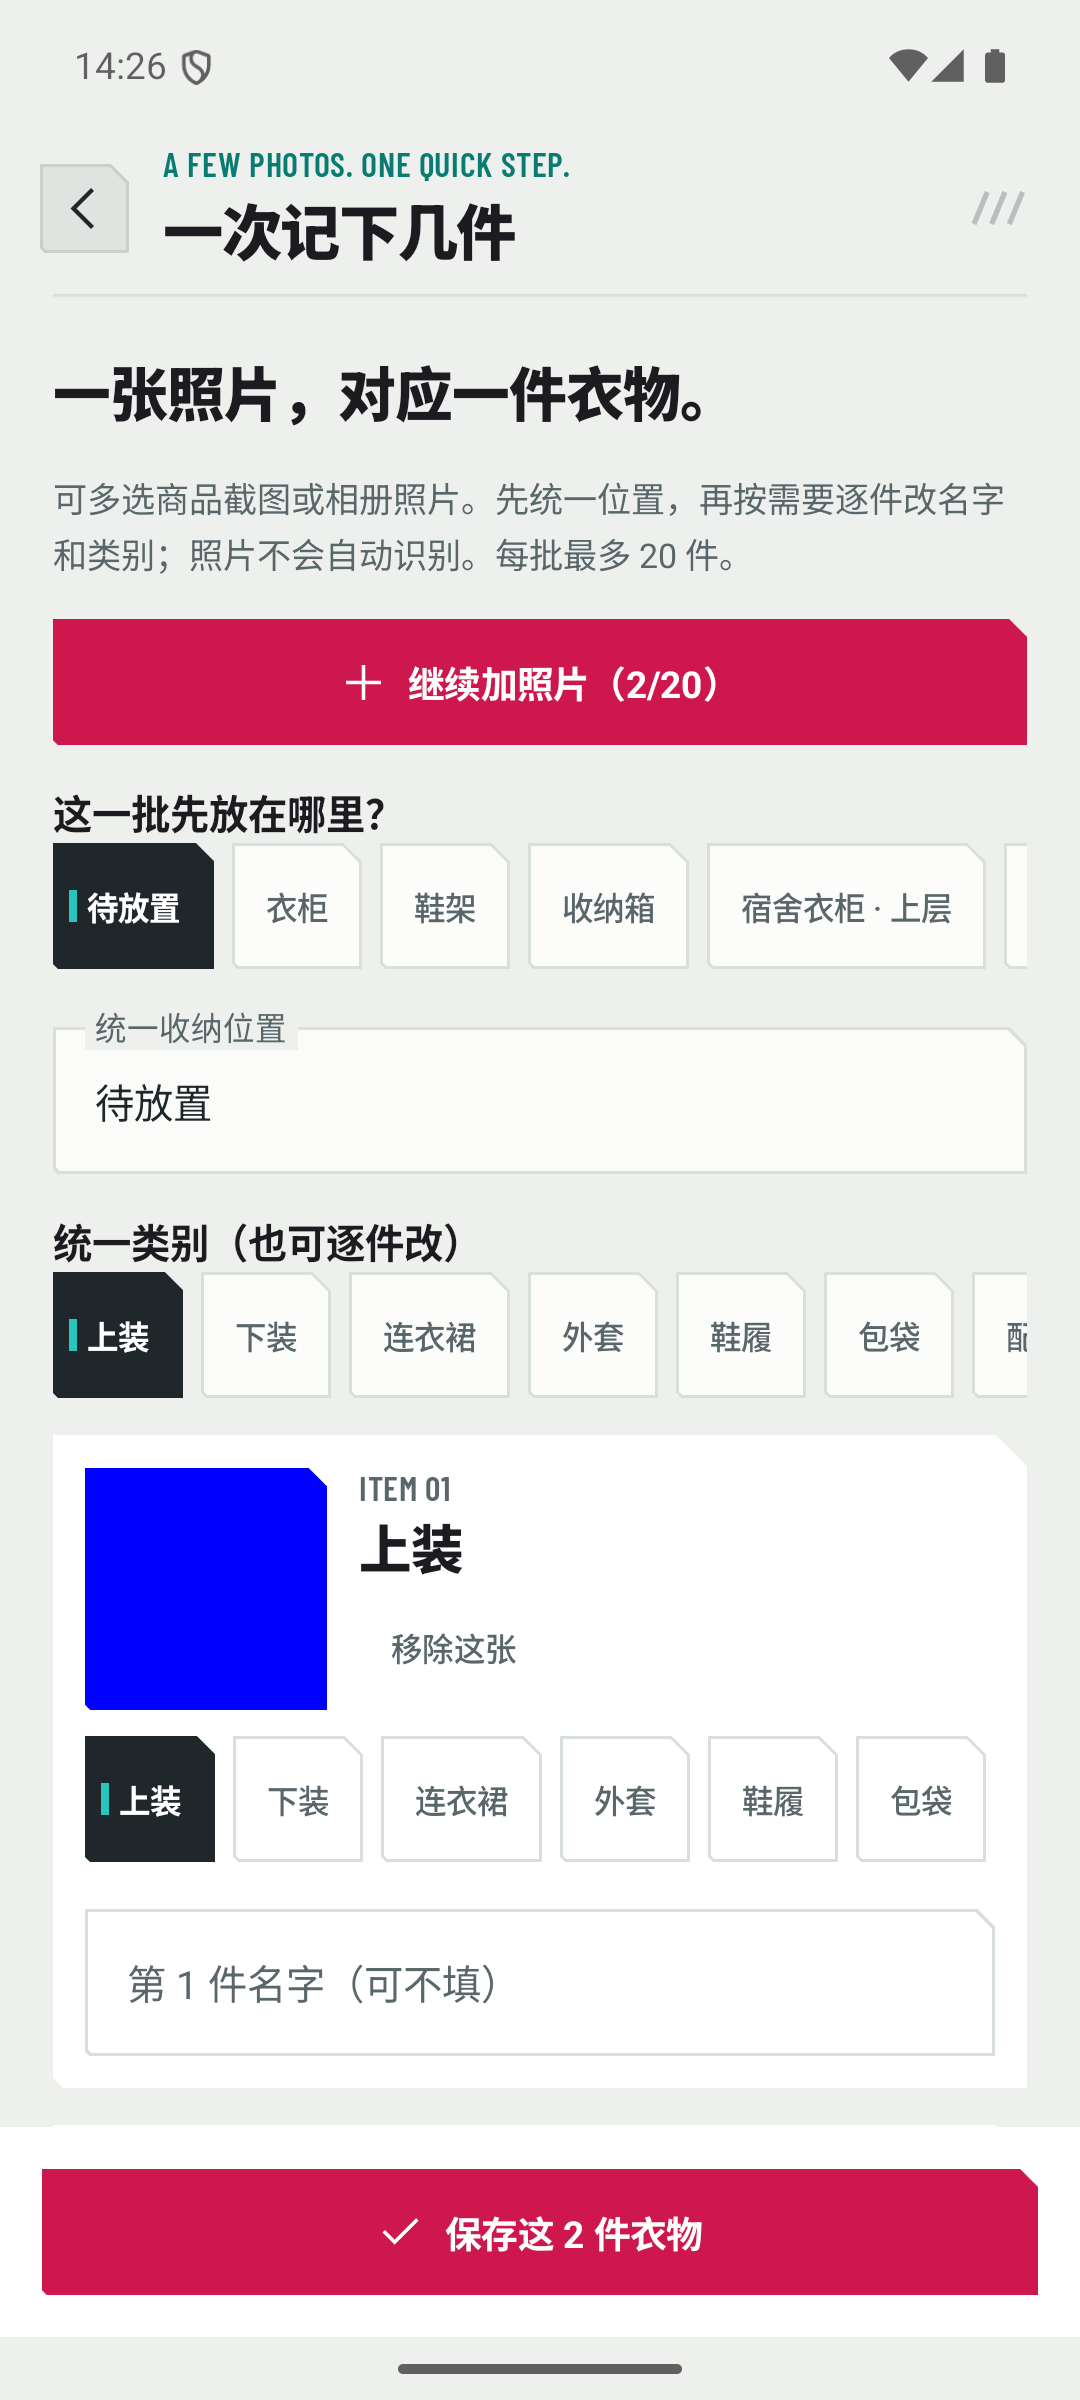 14:26
A FEW PHOTOS. ONE QUICK STEP.
一次记下几件
一张照片，对应一件衣物。
可多选商品截图或相册照片。先统一位置，再按需要逐件改名字
和类别；照片不会自动识别。每批最多 20 件。
继续加照片（2/20）
这一批先放在哪里？
待放置 衣柜 鞋架 收纳箱 宿舍衣柜 · 上层
统一收纳位置
待放置
统一类别（也可逐件改）
上装 下装 连衣裙 外套 鞋履 包袋
ITEM 01
上装
移除这张
上装 下装 连衣裙 外套 鞋履 包袋
第 1 件名字（可不填）
保存这 2 件衣物